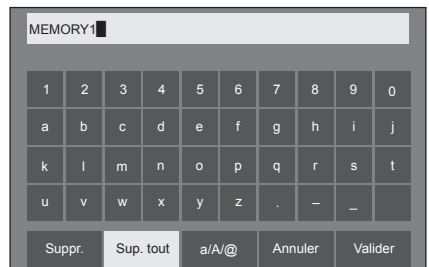 MEMORY1
1 2 3 4 5 6 7 8 9 0
a b c d e f g h i j
k l m n o p q r s t
u v w x y z . – _
Suppr. Sup. tout a/A/@ Annuler Valider